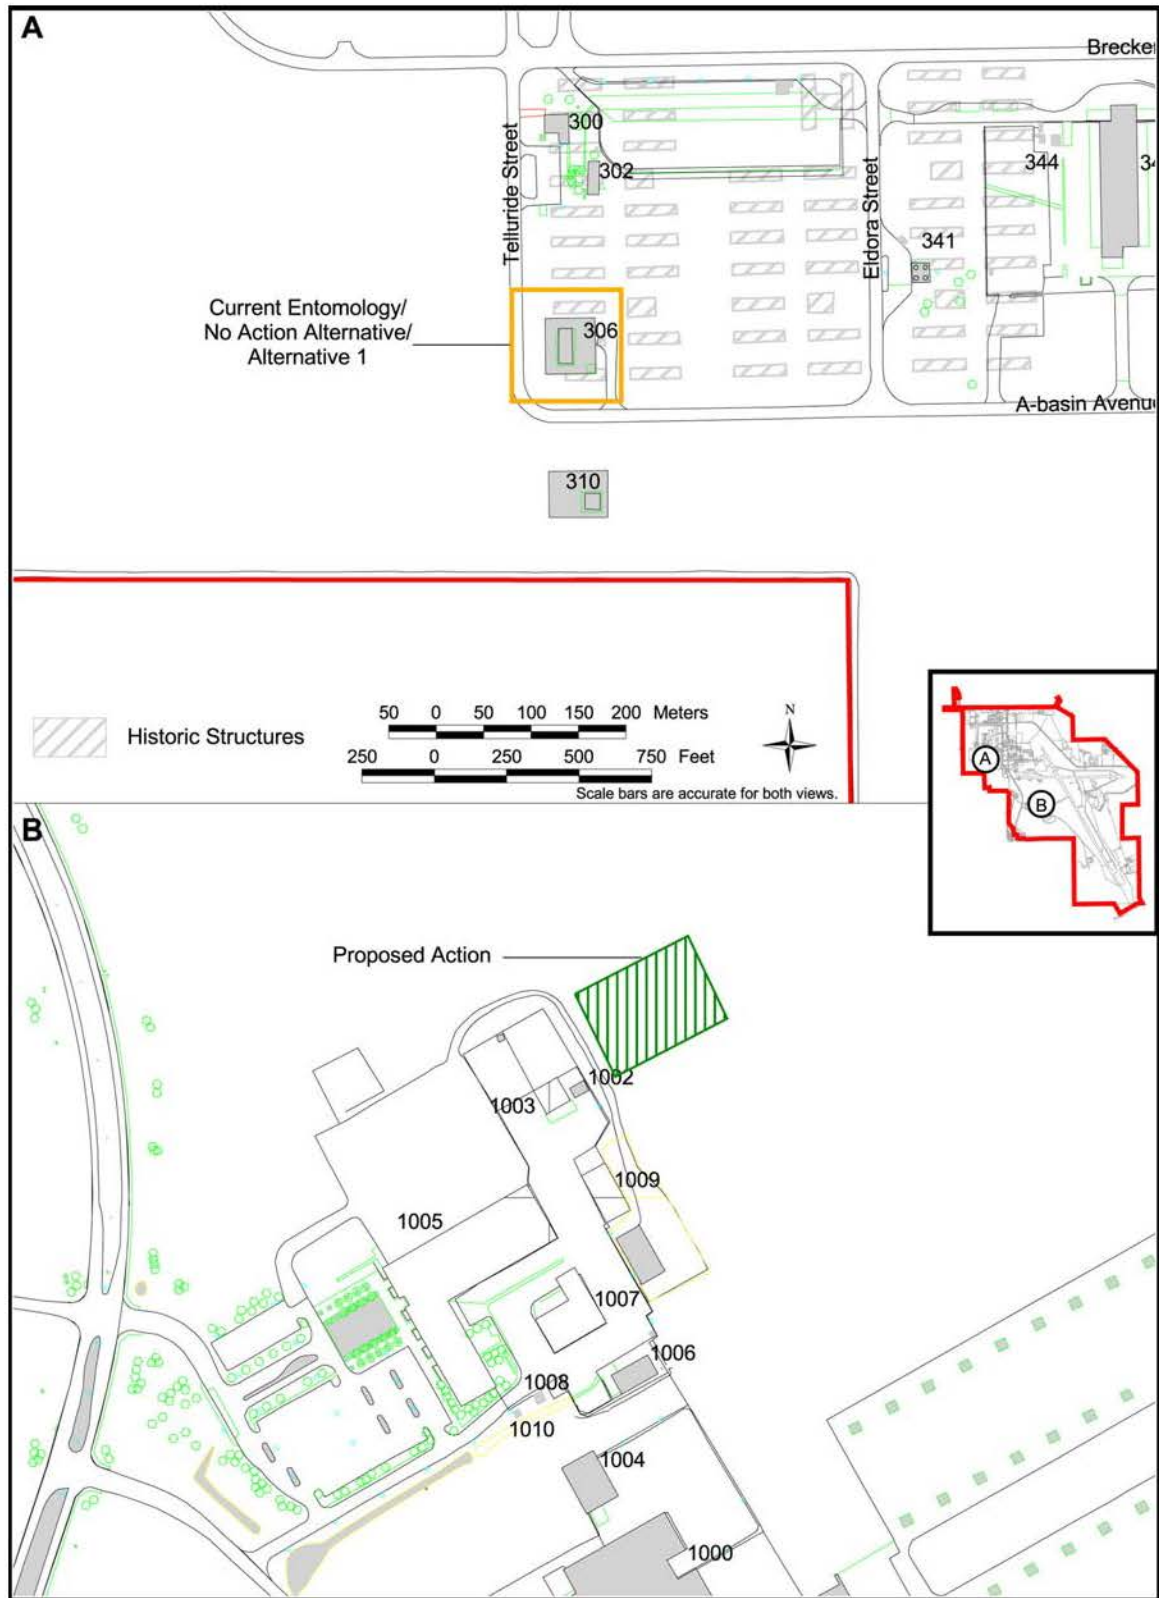 A
Brecke
300
Telluride Street
302
Eldora Street
344
34
341
Current Entomology/
No Action Alternative/
Alternative 1
306
A-basin Avenu
310
Historic Structures
50 0 50 100 150 200 Meters
250 0 250 500 750 Feet
N
Scale bars are accurate for both views.
A
B
B
Proposed Action
1002
1003
1009
1005
1007
1006
1008
1010
1004
1000